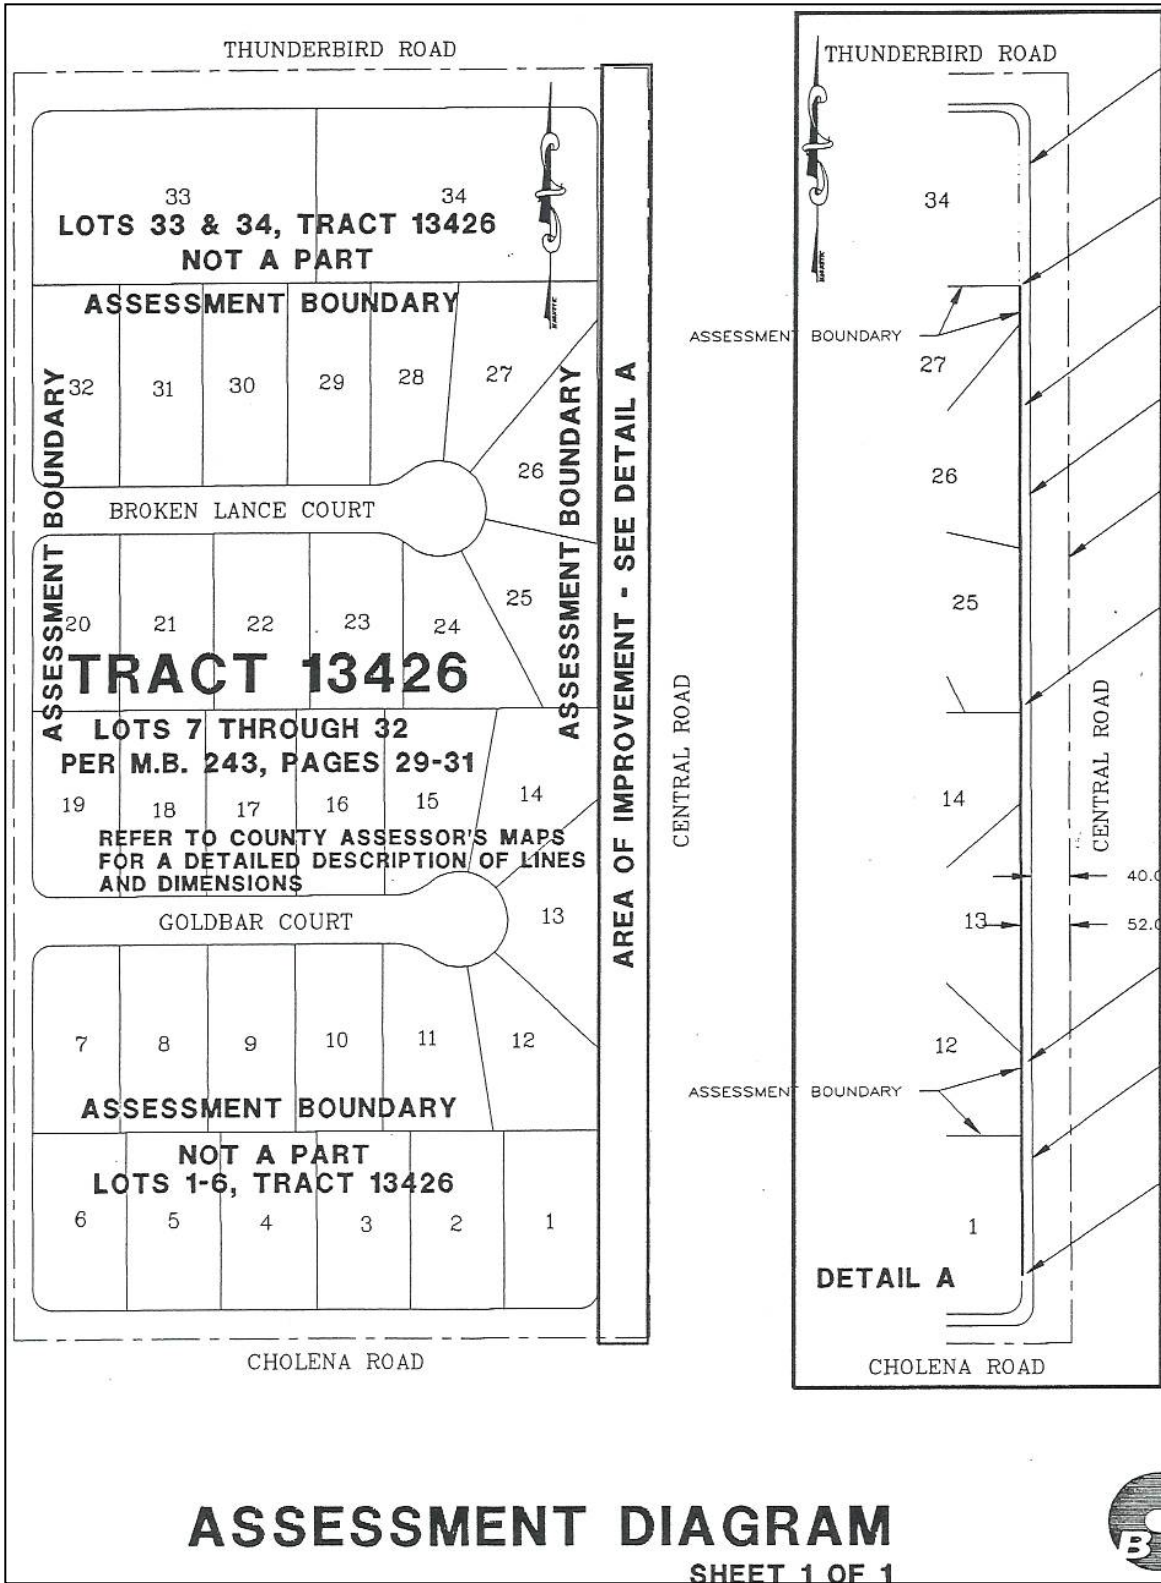 THUNDERBIRD ROAD
33
34
LOTS 33 & 34, TRACT 13426
NOT A PART
ASSESSMENT BOUNDARY
32
31
30
29
28
27
26
ASSESSMENT BOUNDARY
ASSESSMENT BOUNDARY
AREA OF IMPROVEMENT - SEE DETAIL A
BROKEN LANCE COURT
20
21
22
23
24
25
TRACT 13426
LOTS 7 THROUGH 32
PER M.B. 243, PAGES 29-31
19
18
17
16
15
14
REFER TO COUNTY ASSESSOR'S MAPS
FOR A DETAILED DESCRIPTION OF LINES
AND DIMENSIONS
GOLDBAR COURT
13
7
8
9
10
11
12
ASSESSMENT BOUNDARY
NOT A PART
LOTS 1-6, TRACT 13426
6
5
4
3
2
1
CHOLENA ROAD
CENTRAL ROAD
THUNDERBIRD ROAD
34
ASSESSMENT BOUNDARY
27
26
25
14
CENTRAL ROAD
40.0
13
52.0
12
ASSESSMENT BOUNDARY
1
DETAIL A
CHOLENA ROAD
ASSESSMENT DIAGRAM
SHEET 1 OF 1
B